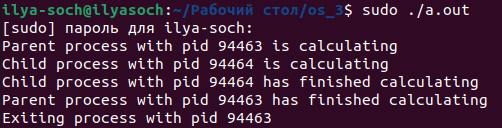 ilya-soch@ilyasoch:~/Рабочий стол/os_3$ sudo ./a.out
[sudo] пароль для ilya-soch:
Parent process with pid 94463 is calculating
Child process with pid 94464 is calculating
Child process with pid 94464 has finished calculating
Parent process with pid 94463 has finished calculating
Exiting process with pid 94463